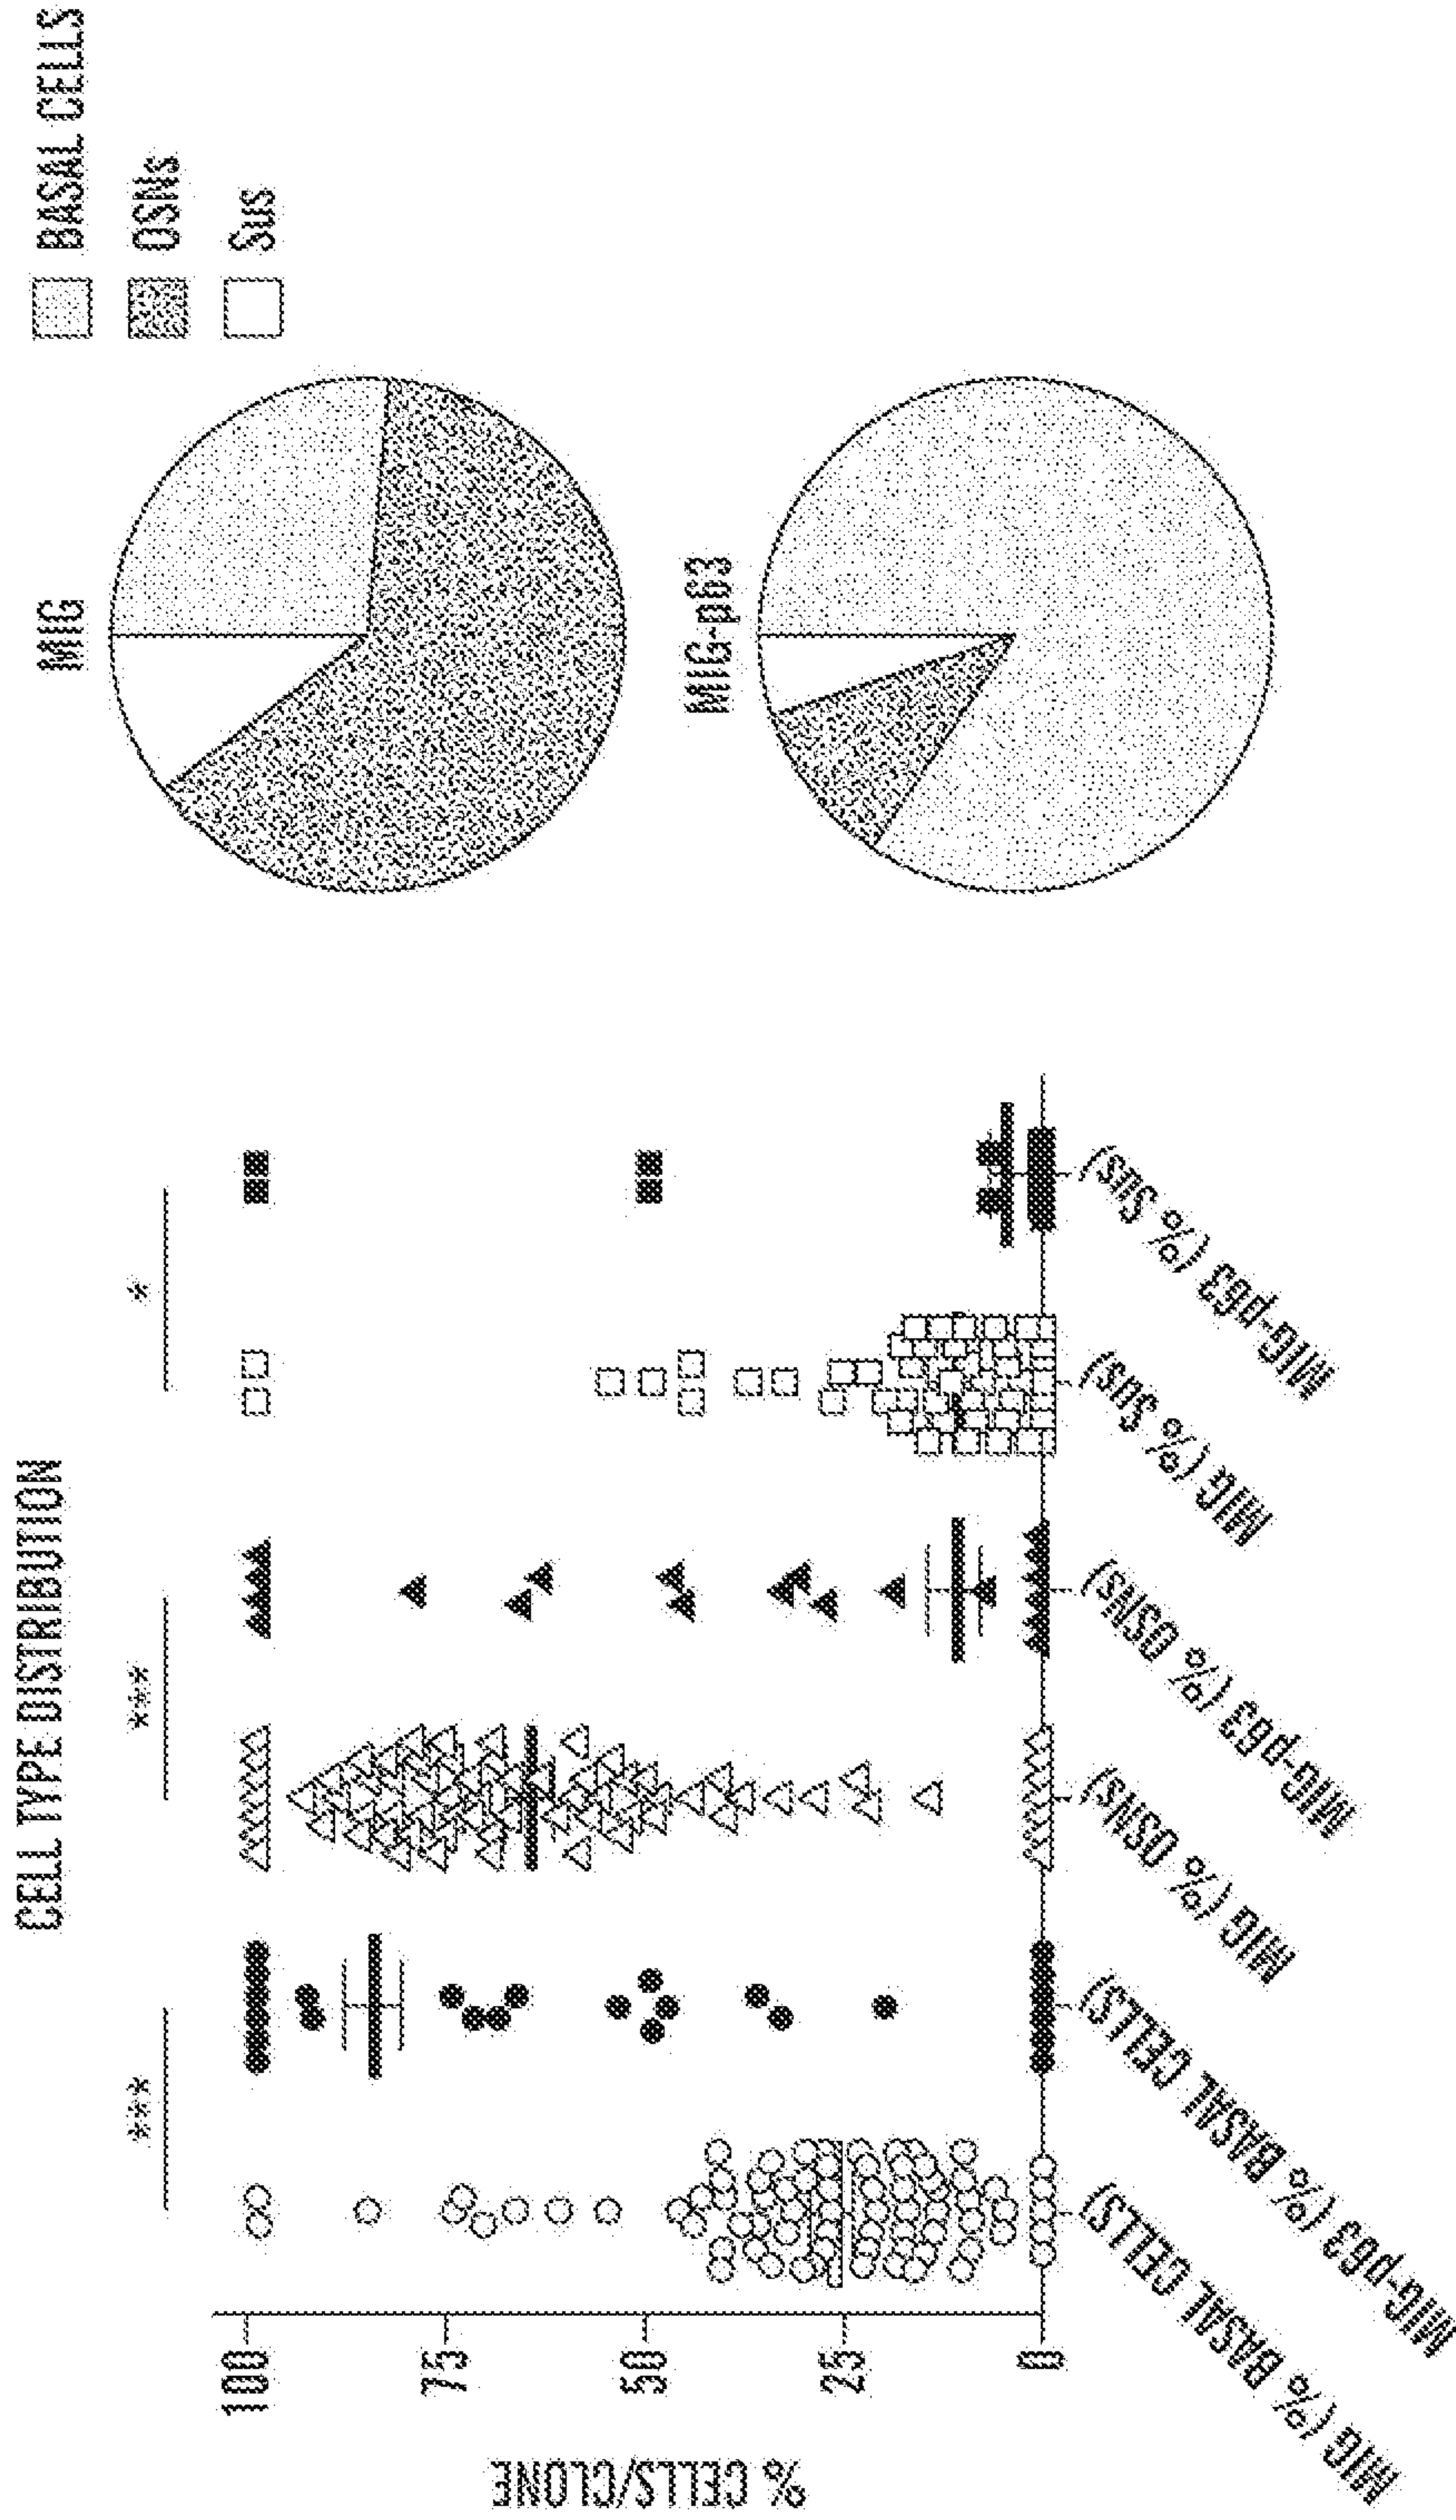 CELL TYPE DISTRIBUTION
***
***
*
% CELLS/CLONE
100
75
50
25
0
MIG (% BASAL CELLS)
MIG-p63 (% BASAL CELLS)
MIG (% OSNs)
MIG-p63 (% OSNs)
MIG (% Sus)
MIG-p63 (% Sus)
MIG
MIG-p63
BASAL CELLS
OSNs
Sus